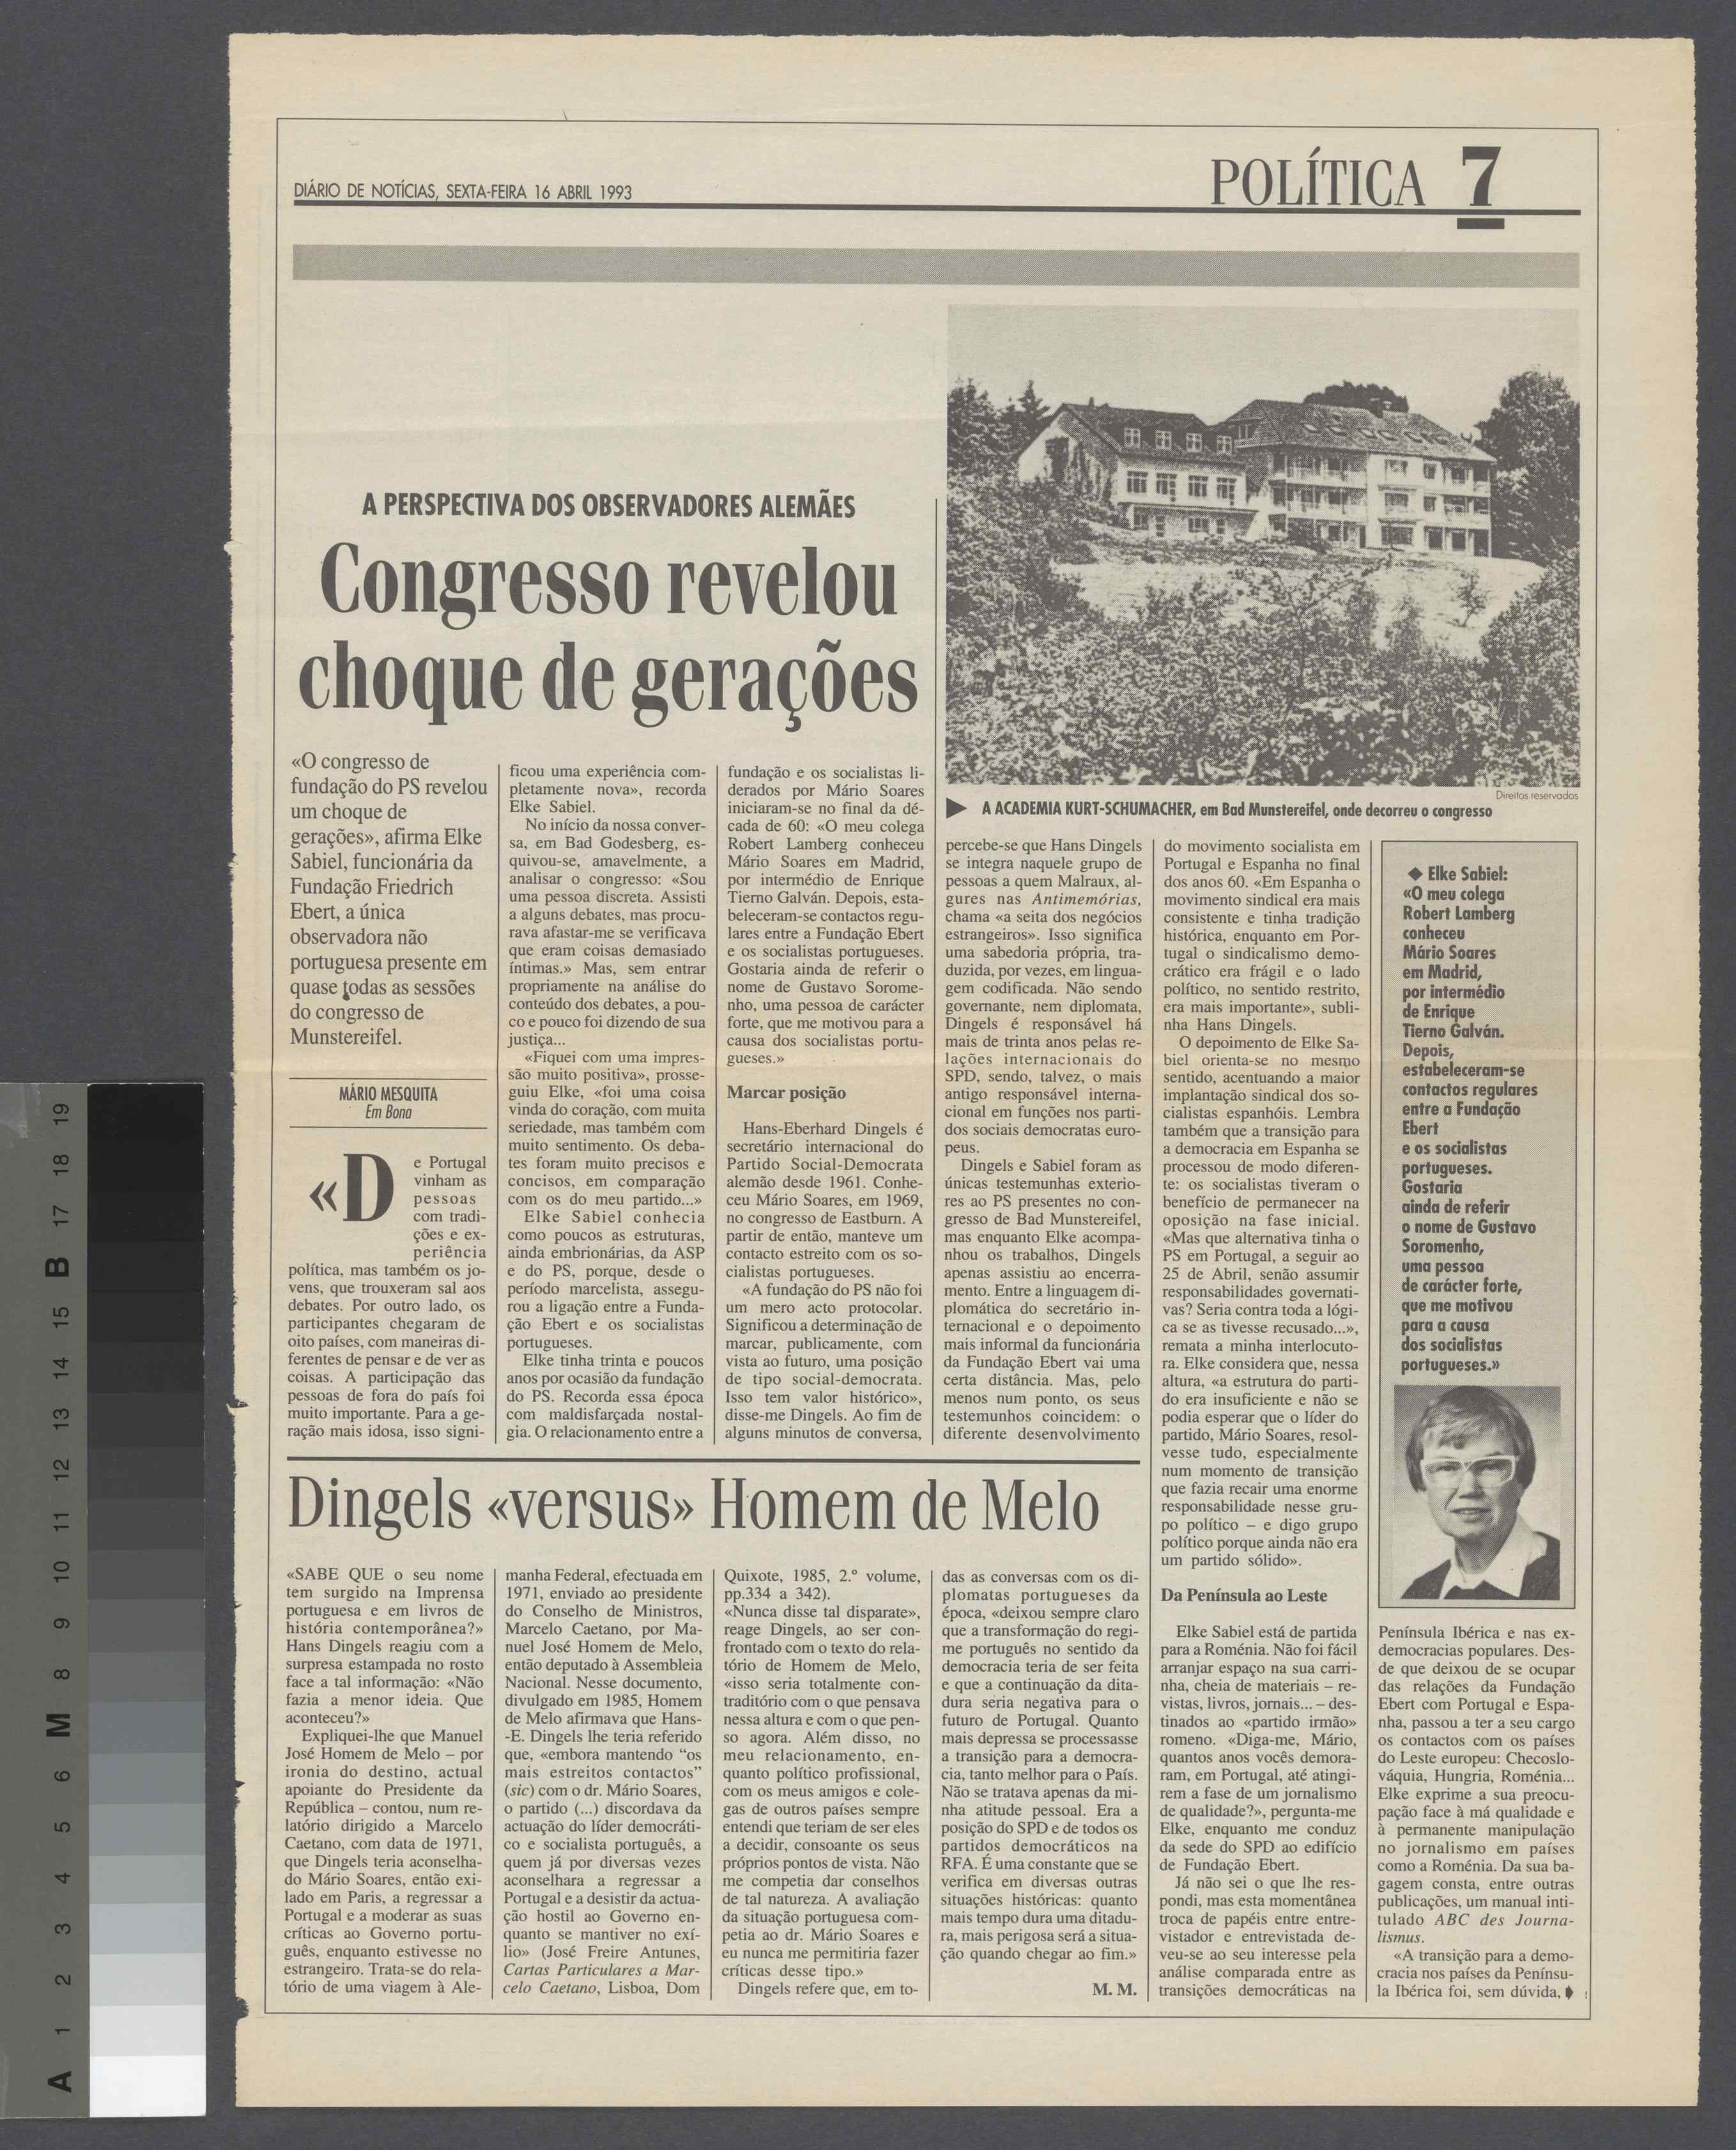 DIÁRIO DE NOTÍCIAS, SEXTA-FEIRA 16 ABRIL 1993
POLÍTICA 7
A PERSPECTIVA DOS OBSERVADORES ALEMÃES
Congresso revelou
choque de gerações
«O congresso de
fundação do PS revelou
um choque de
gerações», afirma Elke
Sabiel, funcionária da
Fundação Friedrich
Ebert, a única
observadora não
portuguesa presente em
quase todas as sessões
do congresso de
Munstereifel.
MÁRIO MESQUITA
Em Bona
«D
e Portugal
vinham as
pessoas
com tradi-
ções e ex-
periência
política, mas também os jo-
vens, que trouxeram sal aos
debates. Por outro lado, os
participantes chegaram de
oito países, com maneiras di-
ferentes de pensar e de ver as
coisas. A participação das
pessoas de fora do país foi
muito importante. Para a ge-
ração mais idosa, isso signi-
ficou uma experiência com-
pletamente nova», recorda
Elke Sabiel.
No início da nossa conver-
sa, em Bad Godesberg, es-
quivou-se, amavelmente, a
analisar o congresso: «Sou
uma pessoa discreta. Assisti
a alguns debates, mas procu-
rava afastar-me se verificava
que eram coisas demasiado
íntimas.» Mas, sem entrar
propriamente na análise do
conteúdo dos debates, a pou-
co e pouco foi dizendo de sua
justiça...
«Fiquei com uma impres-
são muito positiva», prosse-
guiu Elke, «foi uma coisa
vinda do coração, com muita
seriedade, mas também com
muito sentimento. Os deba-
tes foram muito precisos e
concisos, em comparação
com os do meu partido...»
Elke Sabiel conhecia
como poucos as estruturas,
ainda embrionárias, da ASP
e do PS, porque, desde o
período marcelista, assegu-
rou a ligação entre a Funda-
ção Ebert e os socialistas
portugueses.
Elke tinha trinta e poucos
anos por ocasião da fundação
do PS. Recorda essa época
com maldisfarçada nostal-
gia. O relacionamento entre a
fundação e os socialistas li-
derados por Mário Soares
iniciaram-se no final da dé-
cada de 60: «O meu colega
Robert Lamberg conheceu
Mário Soares em Madrid,
por intermédio de Enrique
Tierno Galván. Depois, esta-
beleceram-se contactos regu-
lares entre a Fundação Ebert
e os socialistas portugueses.
Gostaria ainda de referir o
nome de Gustavo Sorome-
nho, uma pessoa de carácter
forte, que me motivou para a
causa dos socialistas portu-
gueses.»
Marcar posição
Hans-Eberhard Dingels é
secretário internacional do
Partido Social-Democrata
alemão desde 1961. Conhe-
ceu Mário Soares, em 1969,
no congresso de Eastburn. A
partir de então, manteve um
contacto estreito com os so-
cialistas portugueses.
«A fundação do PS não foi
um mero acto protocolar.
Significou a determinação de
marcar, publicamente, com
vista ao futuro, uma posição
de tipo social-democrata.
Isso tem valor histórico»,
disse-me Dingels. Ao fim de
alguns minutos de conversa,
Direitos reservados
A ACADEMIA KURT-SCHUMACHER, em Bad Munstereifel, onde decorreu o congresso
percebe-se que Hans Dingels
se integra naquele grupo de
pessoas a quem Malraux, al-
gures nas Antimemórias,
chama «a seita dos negócios
estrangeiros». Isso significa
uma sabedoria própria, tra-
duzida, por vezes, em lingua-
gem codificada. Não sendo
governante, nem diplomata,
Dingels é responsável há
mais de trinta anos pelas re-
lações internacionais do
SPD, sendo, talvez, o mais
antigo responsável interna-
cional em funções nos parti-
dos sociais democratas euro-
peus.
Dingels e Sabiel foram as
únicas testemunhas exterio-
res ao PS presentes no con-
gresso de Bad Munstereifel,
mas enquanto Elke acompa-
nhou os trabalhos, Dingels
apenas assistiu ao encerra-
mento. Entre a linguagem di-
plomática do secretário in-
ternacional e o depoimento
mais informal da funcionária
da Fundação Ebert vai uma
certa distância. Mas, pelo
menos num ponto, os seus
testemunhos coincidem: o
diferente desenvolvimento
do movimento socialista em
Portugal e Espanha no final
dos anos 60. «Em Espanha o
movimento sindical era mais
consistente e tinha tradição
histórica, enquanto em Por-
tugal o sindicalismo demo-
crático era frágil e o lado
político, no sentido restrito,
era mais importante», subli-
nha Hans Dingels.
O depoimento de Elke Sa-
biel orienta-se no mesmo
sentido, acentuando a maior
implantação sindical dos so-
cialistas espanhóis. Lembra
também que a transição para
a democracia em Espanha se
processou de modo diferen-
te: os socialistas tiveram o
benefício de permanecer na
oposição na fase inicial.
«Mas que alternativa tinha o
PS em Portugal, a seguir ao
25 de Abril, senão assumir
responsabilidades governati-
vas? Seria contra toda a lógi-
ca se as tivesse recusado...»,
remata a minha interlocuto-
ra. Elke considera que, nessa
altura, «a estrutura do parti-
do era insuficiente e não se
podia esperar que o líder do
partido, Mário Soares, resol-
vesse tudo, especialmente
num momento de transição
que fazia recair uma enorme
responsabilidade nesse gru-
po político – e digo grupo
político porque ainda não era
um partido sólido».
Da Península ao Leste
Elke Sabiel está de partida
para a Roménia. Não foi fácil
arranjar espaço na sua carri-
nha, cheia de materiais – re-
vistas, livros, jornais... – des-
tinados ao «partido irmão»
romeno. «Diga-me, Mário,
quantos anos vocês demora-
ram, em Portugal, até atingi-
rem a fase de um jornalismo
de qualidade?», pergunta-me
Elke, enquanto me conduz
da sede do SPD ao edifício
de Fundação Ebert.
Já não sei o que lhe res-
pondi, mas esta momentânea
troca de papéis entre entre-
vistador e entrevistada de-
veu-se ao seu interesse pela
análise comparada entre as
transições democráticas na
◆ Elke Sabiel:
«O meu colega
Robert Lamberg
conheceu
Mário Soares
em Madrid,
por intermédio
de Enrique
Tierno Galván.
Depois,
estabeleceram-se
contactos regulares
entre a Fundação
Ebert
e os socialistas
portugueses.
Gostaria
ainda de referir
o nome de Gustavo
Soromenho,
uma pessoa
de carácter forte,
que me motivou
para a causa
dos socialistas
portugueses.»
Península Ibérica e nas ex-
democracias populares. Des-
de que deixou de se ocupar
das relações da Fundação
Ebert com Portugal e Espa-
nha, passou a ter a seu cargo
os contactos com os países
do Leste europeu: Checoslo-
váquia, Hungria, Roménia...
Elke exprime a sua preocu-
pação face à má qualidade e
à permanente manipulação
no jornalismo em países
como a Roménia. Da sua ba-
gagem consta, entre outras
publicações, um manual inti-
tulado ABC des Journa-
lismus.
«A transição para a demo-
cracia nos países da Penínsu-
la Ibérica foi, sem dúvida,
Dingels «versus» Homem de Melo
«SABE QUE o seu nome
tem surgido na Imprensa
portuguesa e em livros de
história contemporânea?»
Hans Dingels reagiu com a
surpresa estampada no rosto
face a tal informação: «Não
fazia a menor ideia. Que
aconteceu?»
Expliquei-lhe que Manuel
José Homem de Melo – por
ironia do destino, actual
apoiante do Presidente da
República – contou, num re-
latório dirigido a Marcelo
Caetano, com data de 1971,
que Dingels teria aconselha-
do Mário Soares, então exi-
lado em Paris, a regressar a
Portugal e a moderar as suas
críticas ao Governo portu-
guês, enquanto estivesse no
estrangeiro. Trata-se do rela-
tório de uma viagem à Ale-
manha Federal, efectuada em
1971, enviado ao presidente
do Conselho de Ministros,
Marcelo Caetano, por Ma-
nuel José Homem de Melo,
então deputado à Assembleia
Nacional. Nesse documento,
divulgado em 1985, Homem
de Melo afirmava que Hans-
-E. Dingels lhe teria referido
que, «embora mantendo “os
mais estreitos contactos”
(sic) com o dr. Mário Soares,
o partido (...) discordava da
actuação do líder democráti-
co e socialista português, a
quem já por diversas vezes
aconselhara a regressar a
Portugal e a desistir da actua-
ção hostil ao Governo en-
quanto se mantiver no exí-
lio» (José Freire Antunes,
Cartas Particulares a Mar-
celo Caetano, Lisboa, Dom
Quixote, 1985, 2.º volume,
pp.334 a 342).
«Nunca disse tal disparate»,
reage Dingels, ao ser con-
frontado com o texto do rela-
tório de Homem de Melo,
«isso seria totalmente con-
traditório com o que pensava
nessa altura e com o que pen-
so agora. Além disso, no
meu relacionamento, en-
quanto político profissional,
com os meus amigos e cole-
gas de outros países sempre
entendi que teriam de ser eles
a decidir, consoante os seus
próprios pontos de vista. Não
me competia dar conselhos
de tal natureza. A avaliação
da situação portuguesa com-
petia ao dr. Mário Soares e
eu nunca me permitiria fazer
críticas desse tipo.»
Dingels refere que, em to-
das as conversas com os di-
plomatas portugueses da
época, «deixou sempre claro
que a transformação do regi-
me português no sentido da
democracia teria de ser feita
e que a continuação da dita-
dura seria negativa para o
futuro de Portugal. Quanto
mais depressa se processasse
a transição para a democra-
cia, tanto melhor para o País.
Não se tratava apenas da mi-
nha atitude pessoal. Era a
posição do SPD e de todos os
partidos democráticos na
RFA. É uma constante que se
verifica em diversas outras
situações históricas: quanto
mais tempo dura uma ditadu-
ra, mais perigosa será a situa-
ção quando chegar ao fim.»
M. M.
A 1 2 3 4 5 6 M 8 9 10 11 12 13 14 15 B 17 18 19